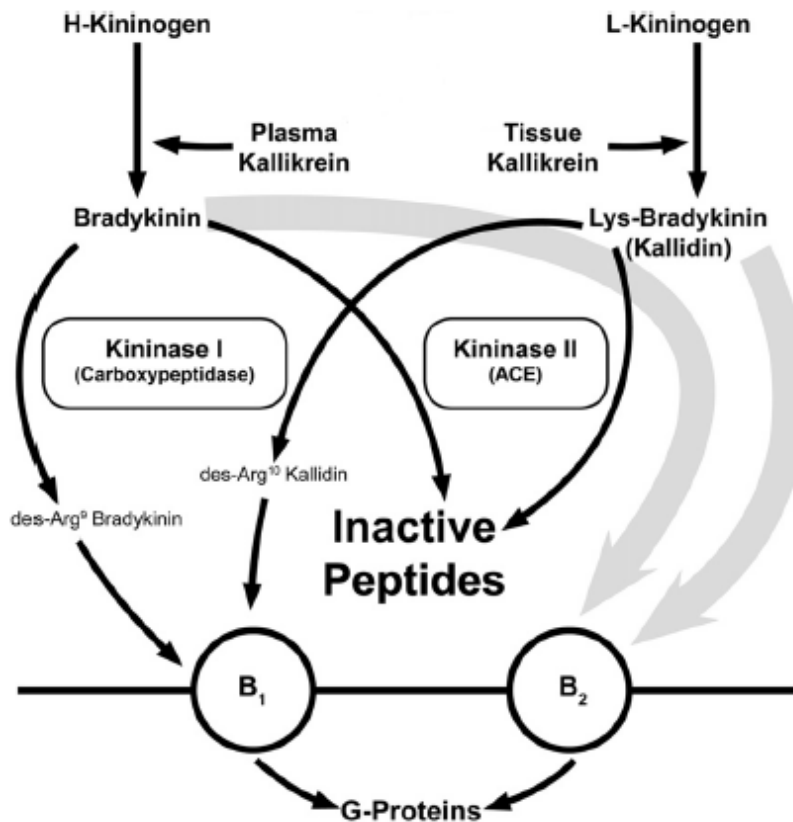 H-Kininogen
L-Kininogen
Plasma
Kallikrein
Tissue
Kallikrein
Bradykinin
Lys-Bradykinin
(Kallidin)
Kininase I
(Carboxypeptidase)
Kininase II
(ACE)
des-Arg¹⁰ Kallidin
des-Arg⁹ Bradykinin
Inactive
Peptides
B₁
B₂
G-Proteins